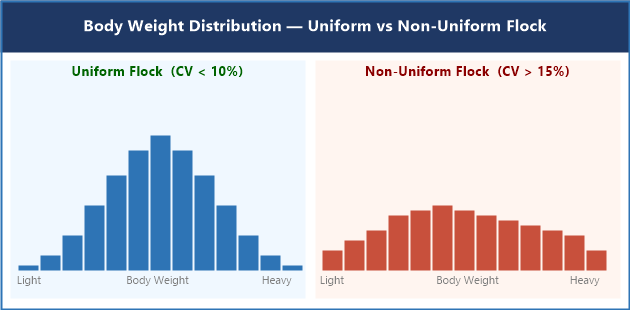 Body Weight Distribution — Uniform vs Non-Uniform Flock
Uniform Flock (CV < 10%)
Non-Uniform Flock (CV > 15%)
Light Body Weight Heavy
Light Body Weight Heavy